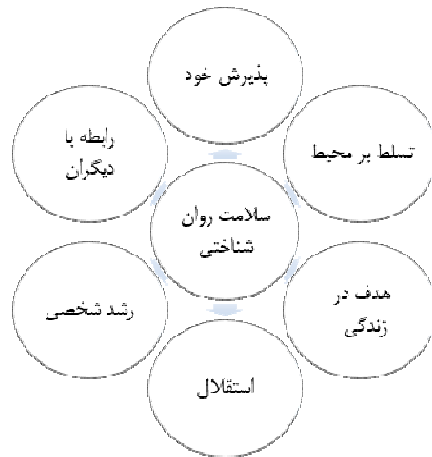 پذیرش خود
تسلط بر محیط
رابطه با
دیگران
سلامت روان
شناختی
هدف در
زندگی
رشد شخصی
استقلال